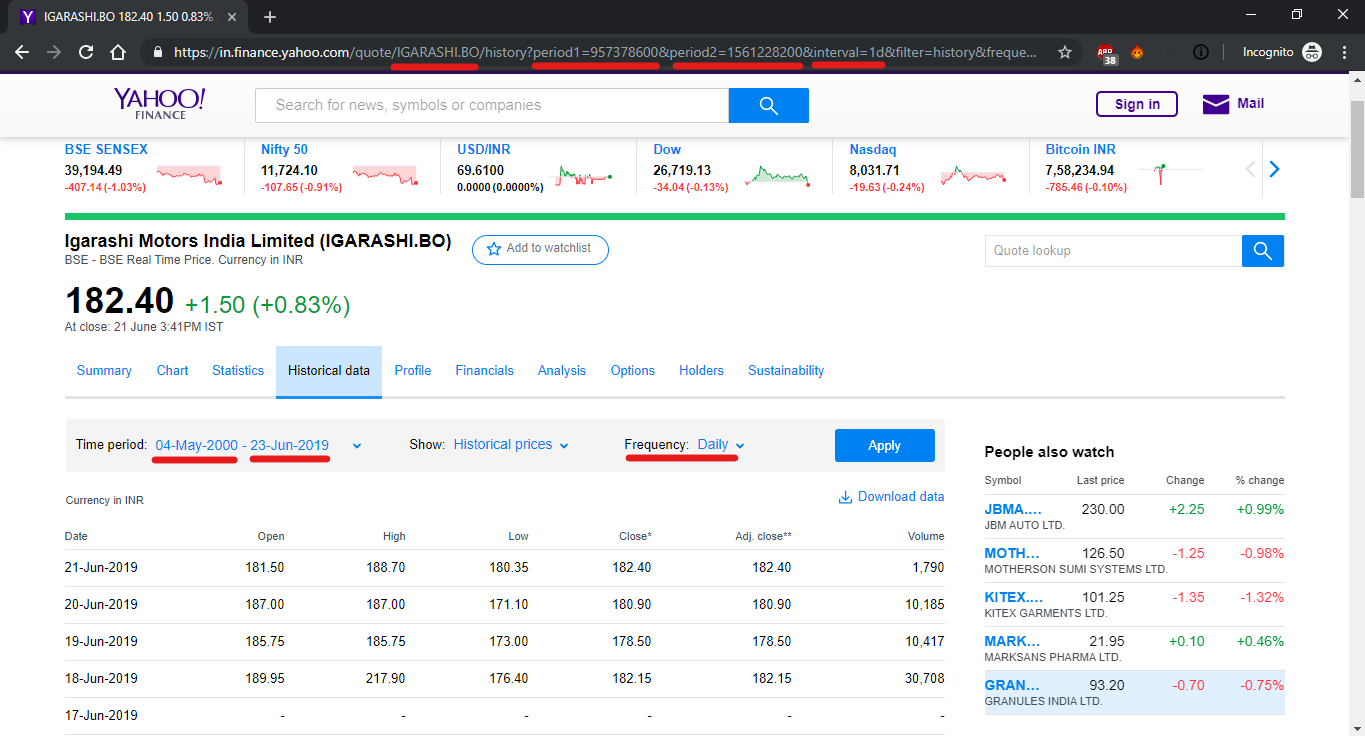 IGARASHI.BO 182.40 1.50 0.83%
https://in.finance.yahoo.com/quote/IGARASHI.BO/history?period1=957378600&period2=1561228200&interval=1d&filter=history&freque...
38
Incognito
YAHOO!
FINANCE
Search for news, symbols or companies
Sign in
Mail
BSE SENSEX
39,194.49
-407.14 (-1.03%)
Nifty 50
11,724.10
-107.65 (-0.91%)
USD/INR
69.6100
0.0000 (0.0000%)
Dow
26,719.13
-34.04 (-0.13%)
Nasdaq
8,031.71
-19.63 (-0.24%)
Bitcoin INR
7,58,234.94
-785.46 (-0.10%)
Igarashi Motors India Limited (IGARASHI.BO)
BSE - BSE Real Time Price. Currency in INR
Add to watchlist
Quote lookup
182.40 +1.50 (+0.83%)
At close: 21 June 3:41PM IST
Summary Chart Statistics Historical data Profile Financials Analysis Options Holders Sustainability
Time period: 04-May-2000 - 23-Jun-2019 Show: Historical prices Frequency: Daily Apply
Currency in INR
Download data
Date Open High Low Close* Adj. close** Volume
21-Jun-2019 181.50 188.70 180.35 182.40 182.40 1,790
20-Jun-2019 187.00 187.00 171.10 180.90 180.90 10,185
19-Jun-2019 185.75 185.75 173.00 178.50 178.50 10,417
18-Jun-2019 189.95 217.90 176.40 182.15 182.15 30,708
17-Jun-2019 - - - - - -
People also watch
Symbol Last price Change % change
JBMA.... 230.00 +2.25 +0.99%
JBM AUTO LTD.
MOTH... 126.50 -1.25 -0.98%
MOTHERSON SUMI SYSTEMS LTD.
KITEX.... 101.25 -1.35 -1.32%
KITEX GARMENTS LTD.
MARK... 21.95 +0.10 +0.46%
MARKSANS PHARMA LTD.
GRAN... 93.20 -0.70 -0.75%
GRANULES INDIA LTD.